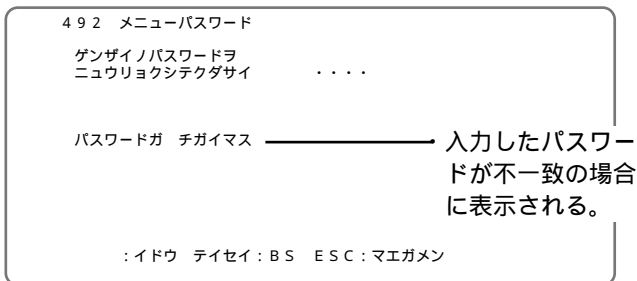 ４９２　メニューパスワード
ゲンザイノパスワードヲ
ニュウリョクシテクダサイ　　　・・・・
パスワードガ　チガイマス
入力したパスワー
ドが不一致の場合
に表示される。
：イドウ　テイセイ：ＢＳ　ＥＳＣ：マエガメン